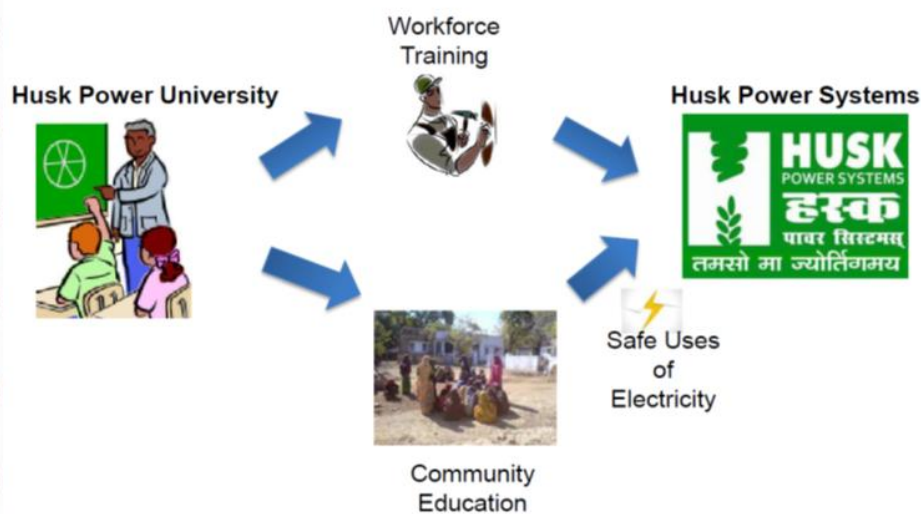 Workforce
Training
Husk Power University
Husk Power Systems
HUSK
POWER SYSTEMS
हस्क
पावर सिस्टमस्
तमसो मा ज्योर्तिगमय
Safe Uses
of
Electricity
Community
Education